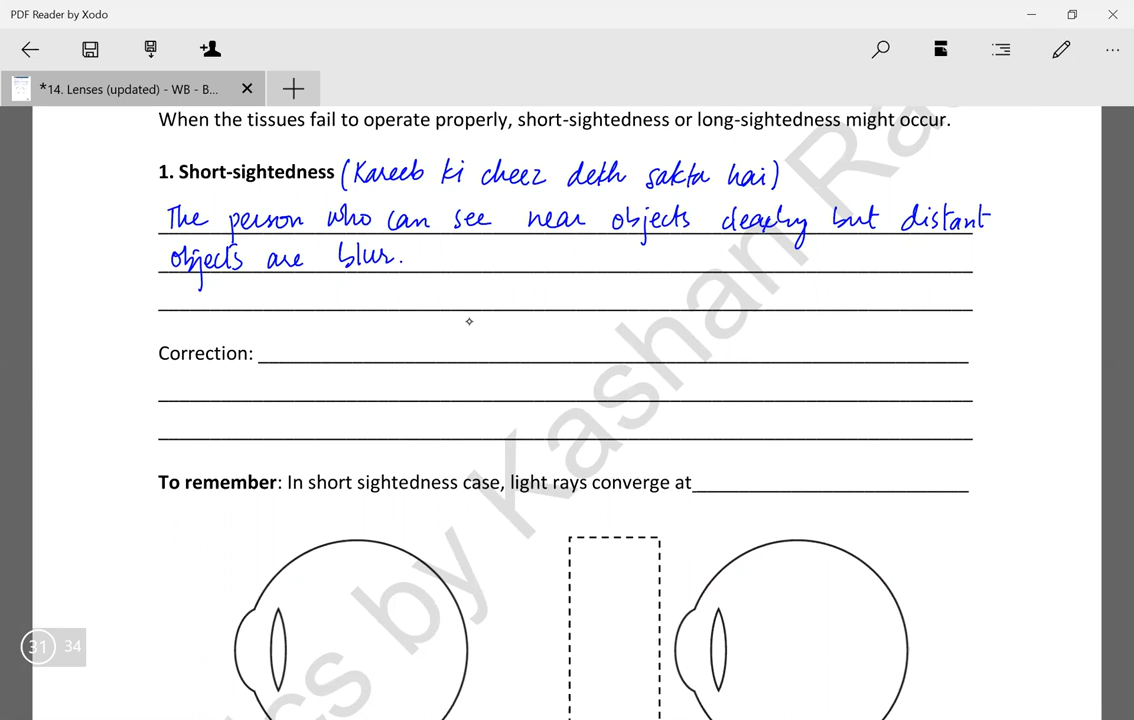 PDF Reader by Xodo
*14. Lenses (updated) - WB - B...
When the tissues fail to operate properly, short-sightedness or long-sightedness might occur.
1. Short-sightedness (Kareeb ki cheez dekh sakta hai)
The person who can see near objects clearly but distant
objects are blur.
Correction:
To remember: In short sightedness case, light rays converge at
31 34
s by Kashan Ras